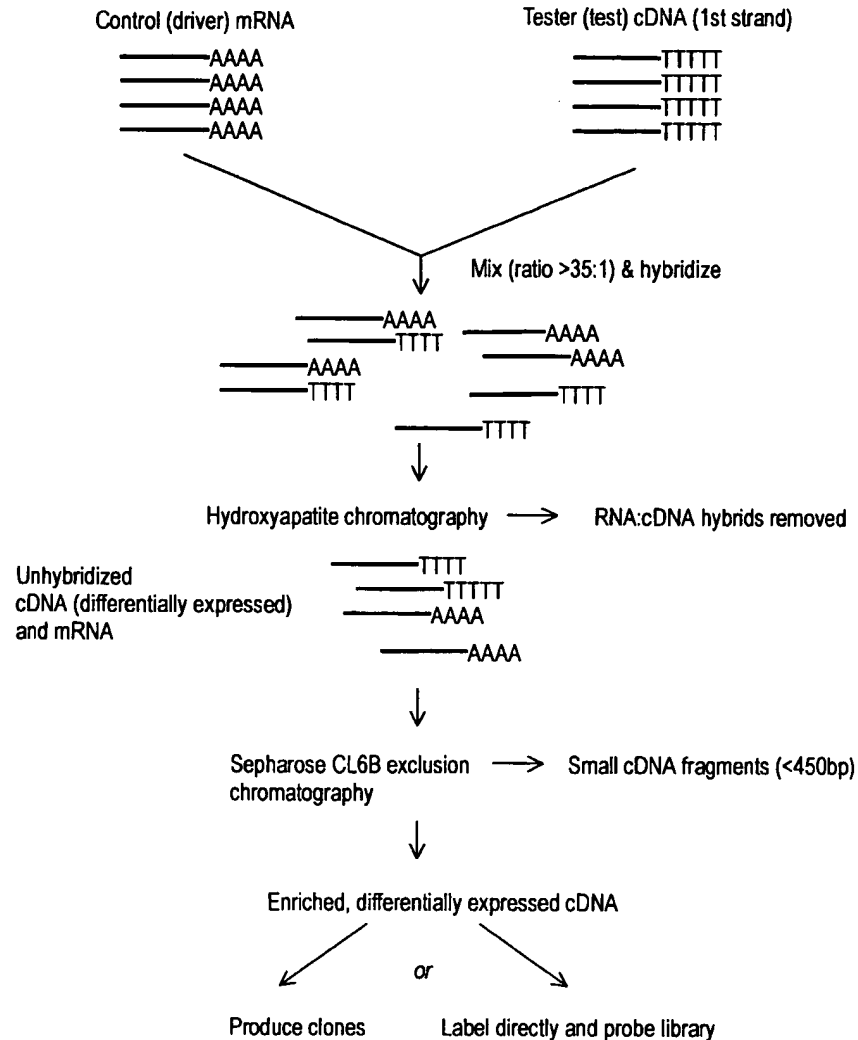 Control (driver) mRNA
Tester (test) cDNA (1st strand)
AAAA
TTTTT
AAAA
TTTTT
AAAA
TTTTT
AAAA
TTTTT
Mix (ratio >35:1) & hybridize
AAAA
TTTT
AAAA
AAAA
AAAA
TTTT
TTTT
TTTT
Hydroxyapatite chromatography
RNA:cDNA hybrids removed
Unhybridized
cDNA (differentially expressed)
and mRNA
TTTT
TTTTT
AAAA
AAAA
Sepharose CL6B exclusion
chromatography
Small cDNA fragments (<450bp)
Enriched, differentially expressed cDNA
or
Produce clones
Label directly and probe library